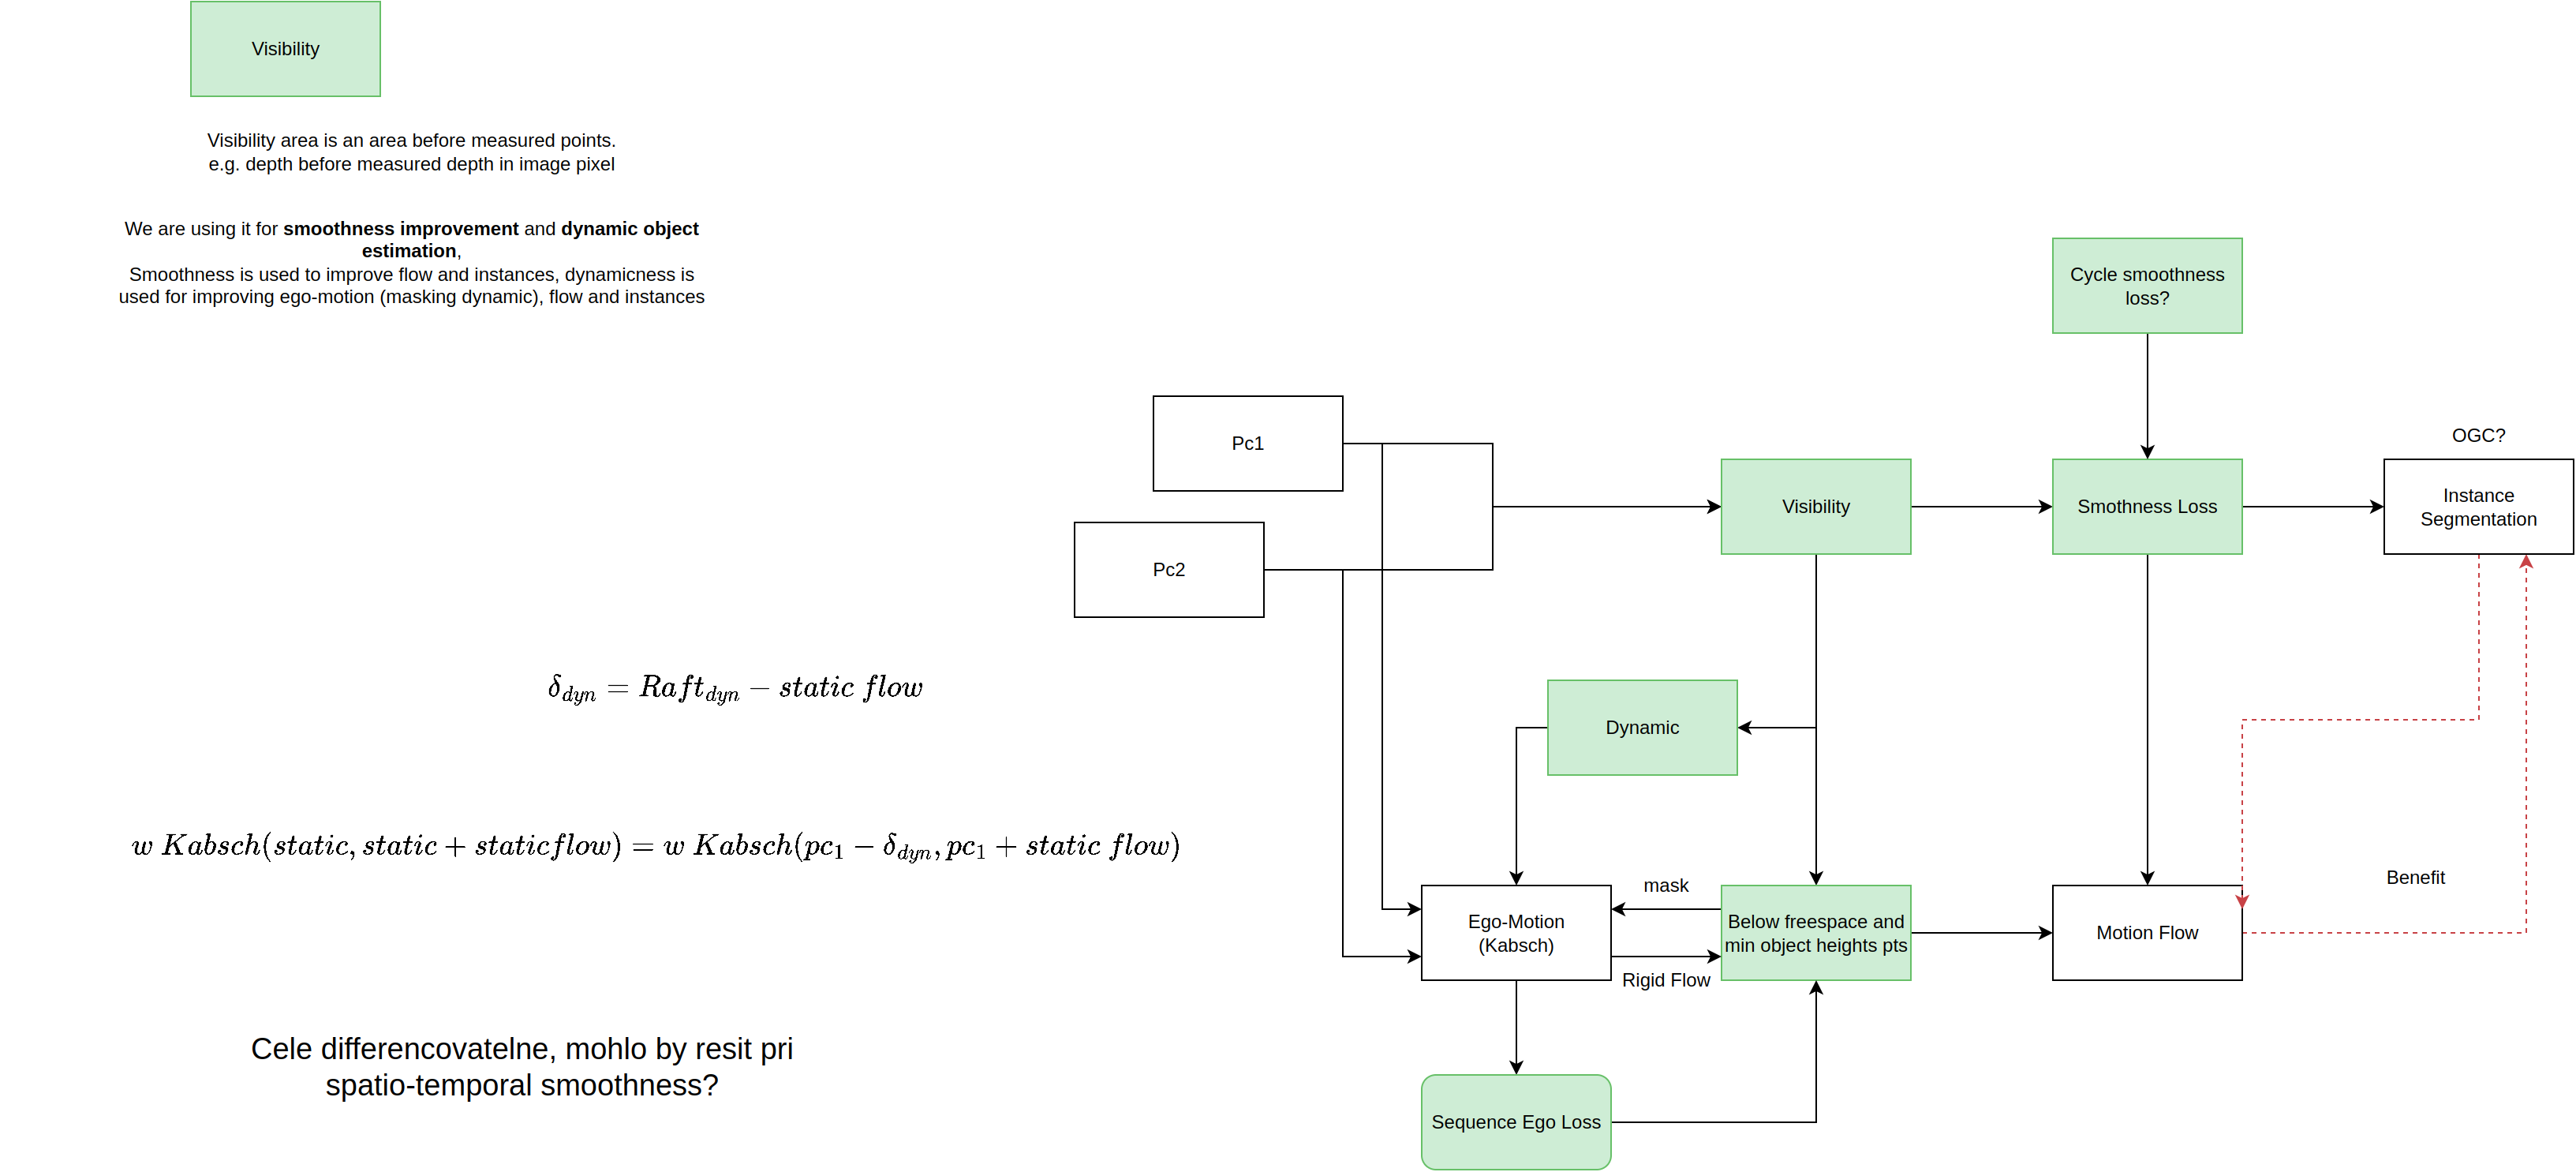 Visibility
Visibility area is an area before measured points.
e.g. depth before measured depth in image pixel
We are using it for smoothness improvement and dynamic object
estimation,
Smoothness is used to improve flow and instances, dynamicness is
used for improving ego-motion (masking dynamic), flow and instances
Cycle smoothness
loss?
Pc1
OGC?
Visibility
Smothness Loss
Instance
Segmentation
Pc2
δ_{dyn} = Raft_{dyn} − static flow
Dynamic
w Kabsch(static, static + staticflow) = w Kabsch(pc_1 − δ_{dyn}, pc_1 + static flow)
mask
Benefit
Ego-Motion
(Kabsch)
Below freespace and
min object heights pts
Motion Flow
Rigid Flow
Cele differencovatelne, mohlo by resit pri
spatio-temporal smoothness?
Sequence Ego Loss